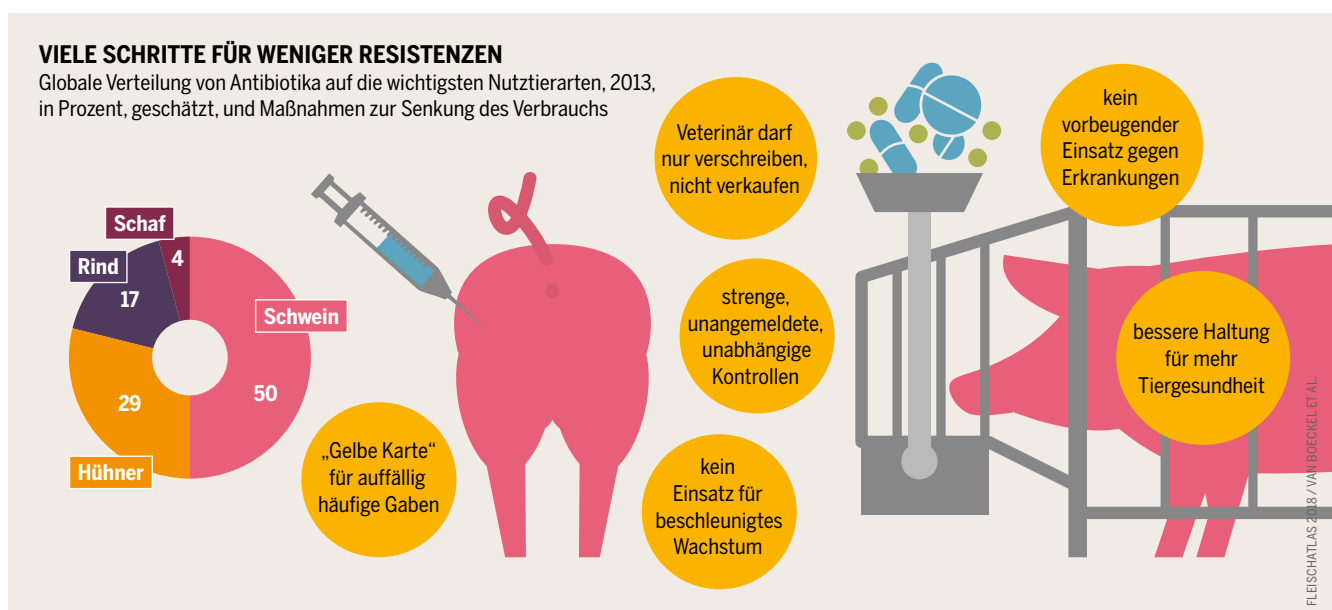 VIELE SCHRITTE FÜR WENIGER RESISTENZEN
Globale Verteilung von Antibiotika auf die wichtigsten Nutztierarten, 2013,
in Prozent, geschätzt, und Maßnahmen zur Senkung des Verbrauchs
Schaf
4
Rind
17
Schwein
50
29
Hühner
„Gelbe Karte“
für auffällig
häufige Gaben
Veterinär darf
nur verschreiben,
nicht verkaufen
strenge,
unangemeldete,
unabhängige
Kontrollen
kein
Einsatz für
beschleunigtes
Wachstum
kein
vorbeugender
Einsatz gegen
Erkrankungen
bessere Haltung
für mehr
Tiergesundheit
FLEISCHATLAS 2018 / VAN BOECKEL ET AL.